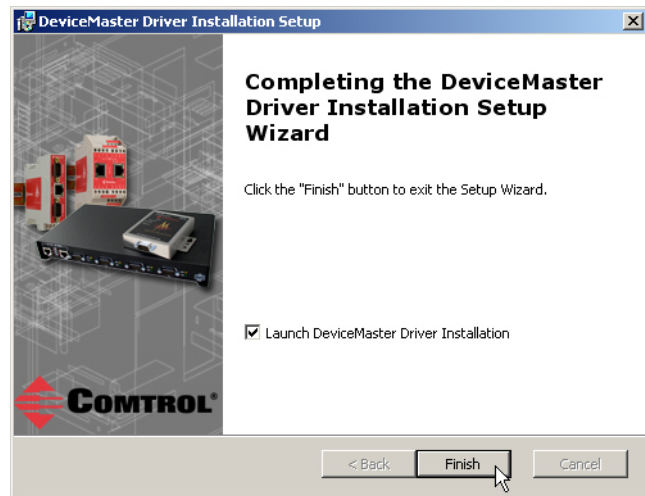 DeviceMaster Driver Installation Setup
Completing the DeviceMaster
Driver Installation Setup
Wizard
Click the "Finish" button to exit the Setup Wizard.
Launch DeviceMaster Driver Installation
COMTROL®
< Back
Finish
Cancel